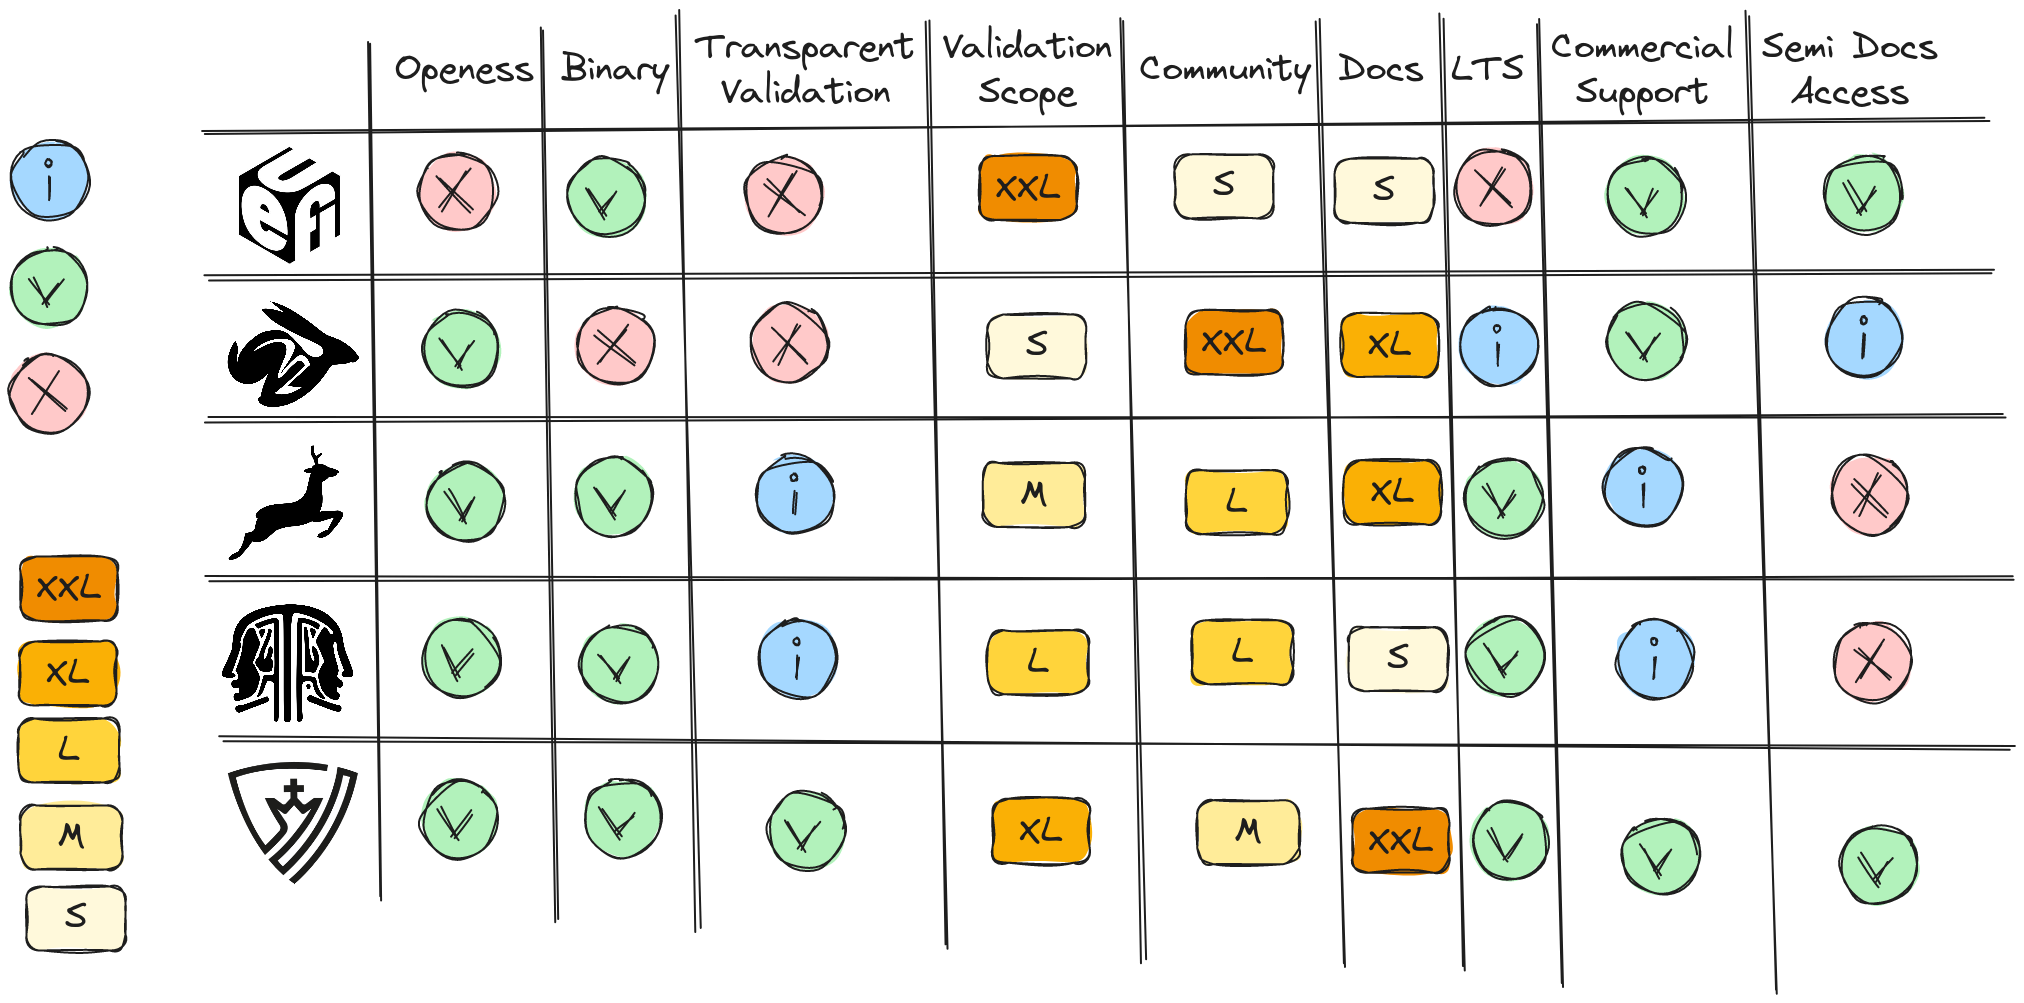 Openess Binary Transparent Validation Validation Scope Community Docs LTS Commercial Support Semi Docs Access
i
V
X
XXL
XL
L
M
S
uefi X V X XXL S S X V V
V X X S XXL XL i V i
V V i M L XL V i X
V V i L L S V i X
V V V XL M XXL V V V